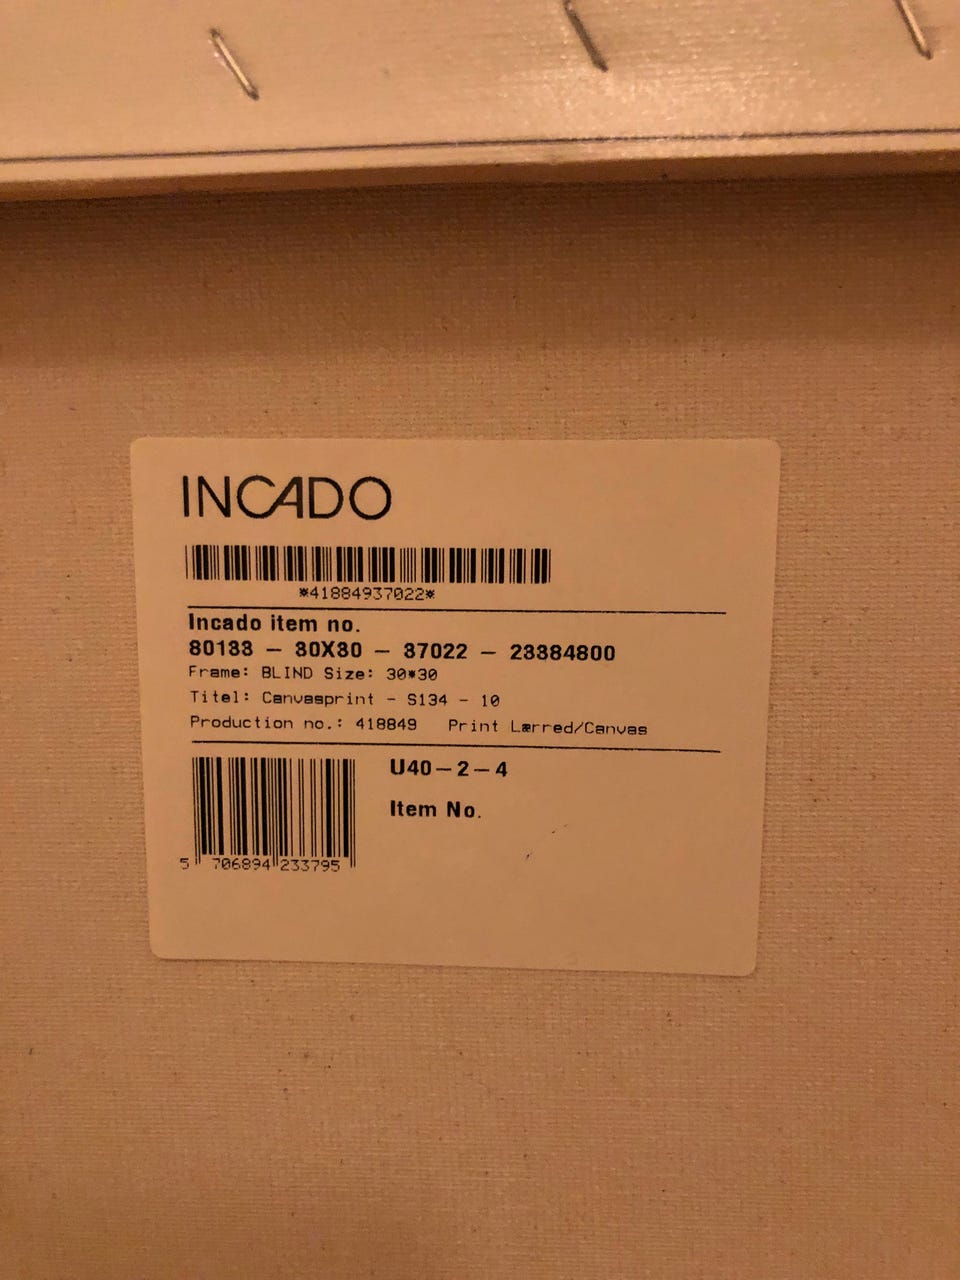 INCADO
*41884937022*
Incado item no.
80133 – 30X30 – 37022 – 23384800
Frame: BLIND Size: 30*30
Titel: Canvasprint - S134 - 10
Production no.: 418849 Print Lærred/Canvas
U40-2-4
Item No.
5 706894 233795